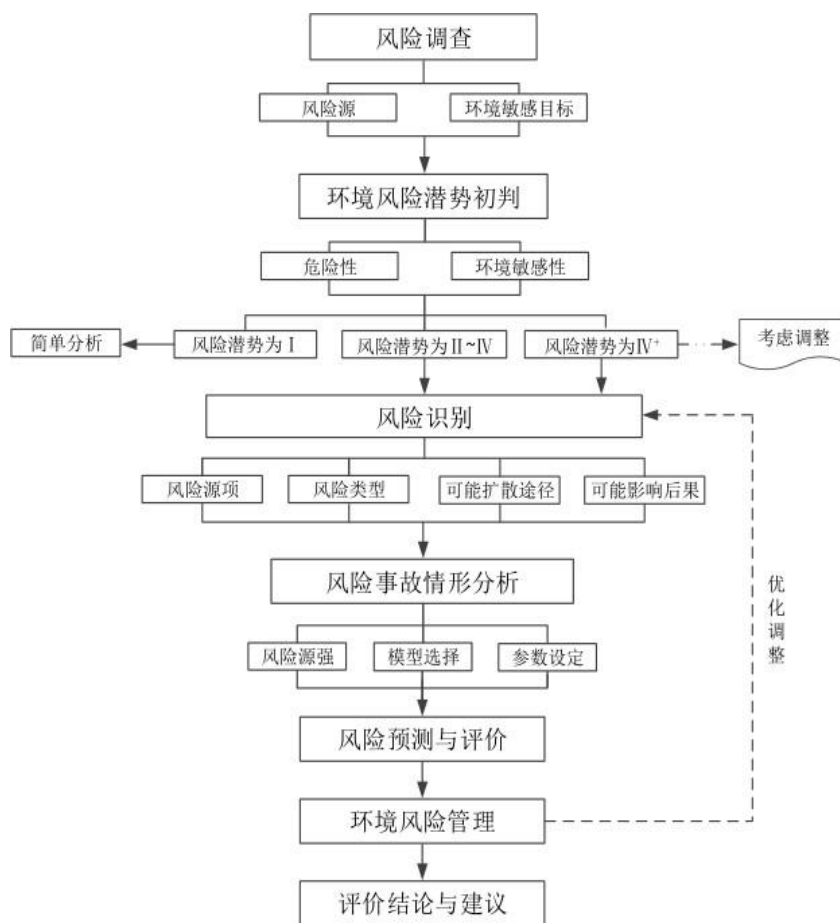 风险调查
风险源
环境敏感目标
环境风险潜势初判
危险性
环境敏感性
简单分析
风险潜势为Ⅰ
风险潜势为Ⅱ~Ⅳ
风险潜势为Ⅳ⁺
考虑调整
风险识别
风险源项
风险类型
可能扩散途径
可能影响后果
风险事故情形分析
优化调整
风险源强
模型选择
参数设定
风险预测与评价
环境风险管理
评价结论与建议